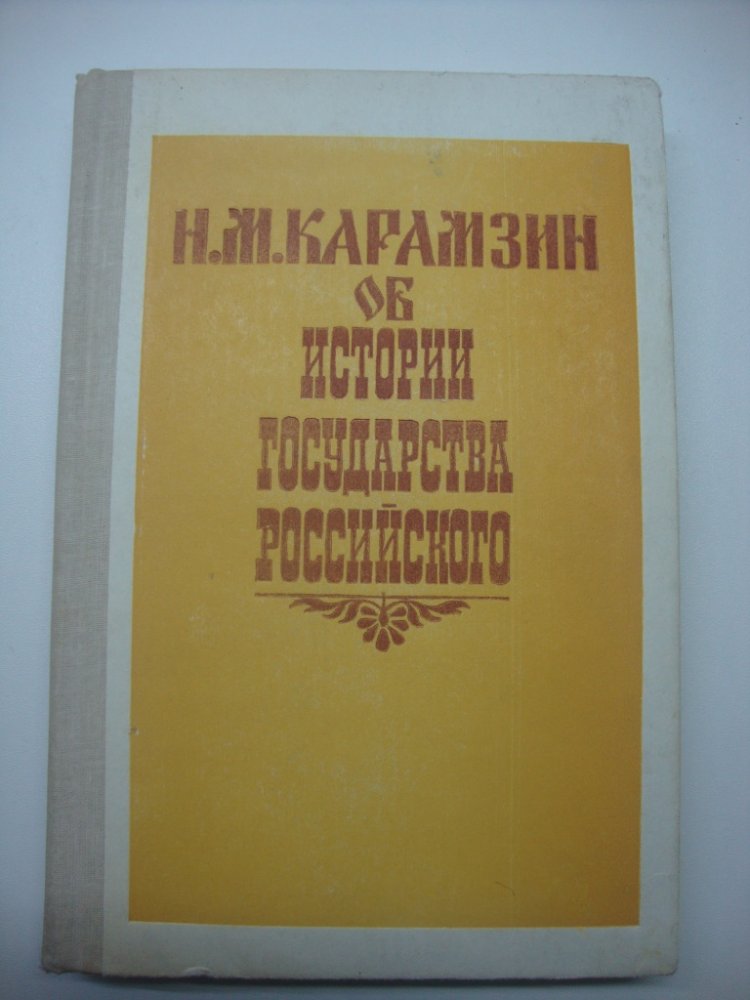 Н.М.КАРАМЗИН
ОБ
ИСТОРИИ
ГОСУДАРСТВА
РОССИЙСКОГО